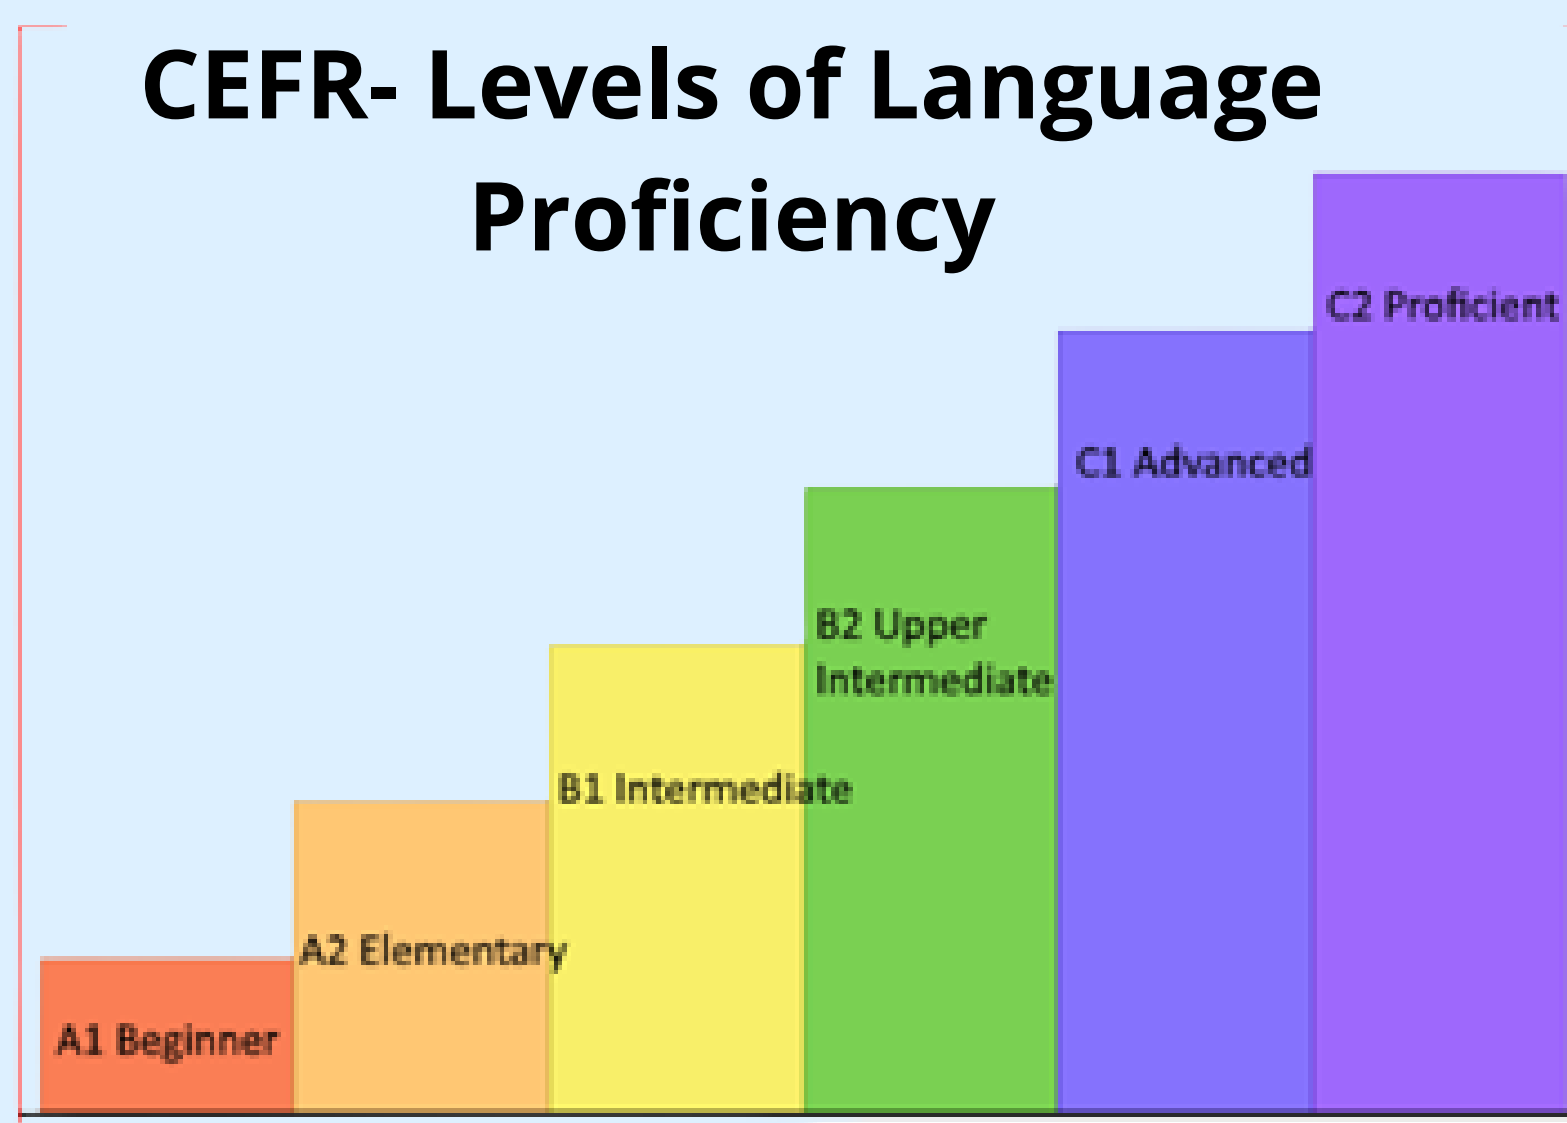 CEFR- Levels of Language
Proficiency
C2 Proficient
C1 Advanced
B2 Upper
Intermediate
B1 Intermediate
A2 Elementary
A1 Beginner